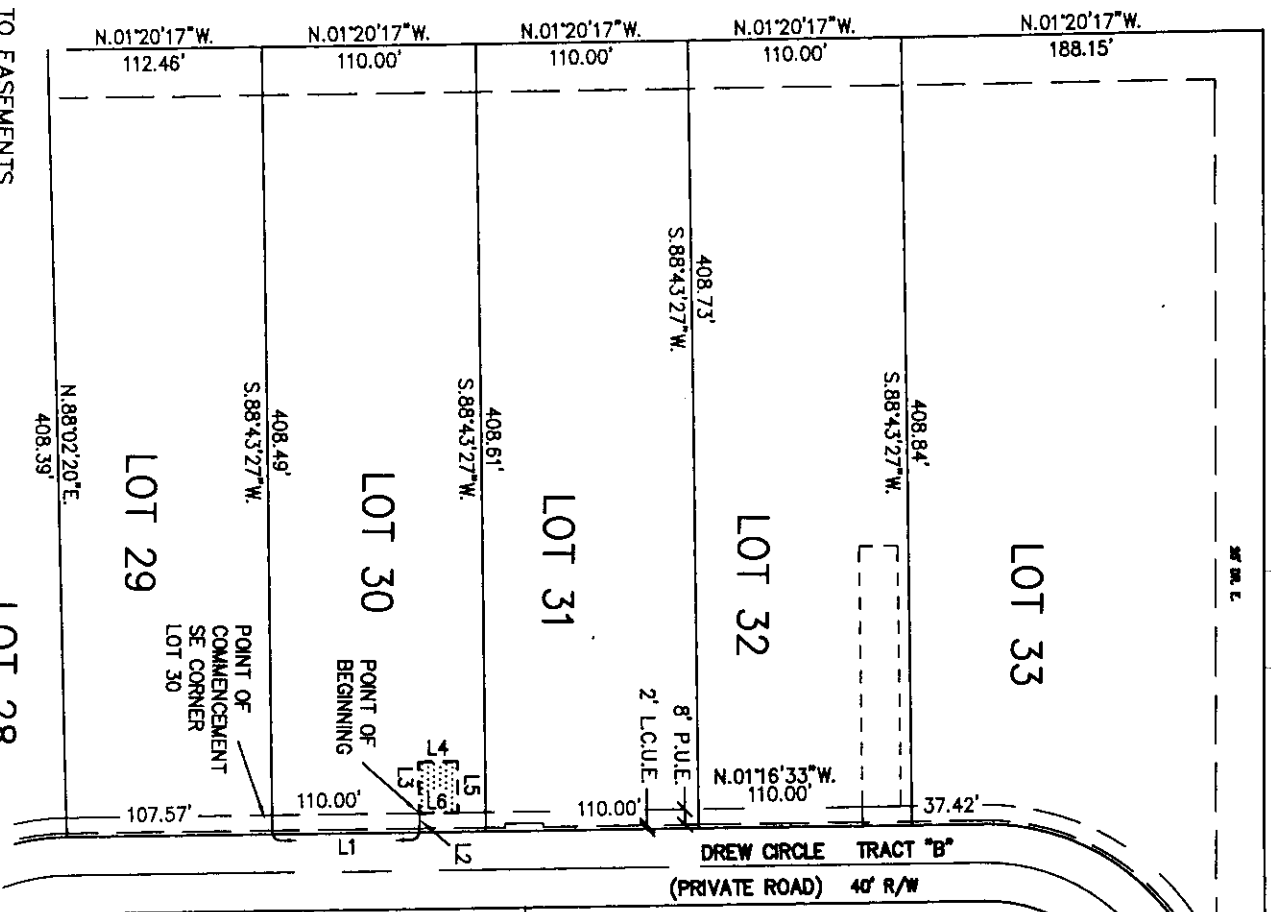 TO EASEMENTS
N.01°20'17"W.
112.46'
N.01°20'17"W.
110.00'
N.01°20'17"W.
110.00'
N.01°20'17"W.
110.00'
N.01°20'17"W.
188.15'
408.73'
S.88°43'27"W.
408.84'
S.88°43'27"W.
408.61'
S.88°43'27"W.
408.49'
S.88°43'27"W.
N.88°02'20"E.
408.39'
LOT 29
LOT 30
LOT 31
LOT 32
LOT 33
LOT 28
POINT OF
COMMENCEMENT
SE CORNER
LOT 30
POINT OF
BEGINNING
L4
L3
L5
L6
8' P.U.E.
2' L.C.U.E.
N.01°16'33"W.
110.00'
107.57'
110.00'
110.00'
37.42'
L1
L2
DREW CIRCLE TRACT "B"
(PRIVATE ROAD) 40' R/W